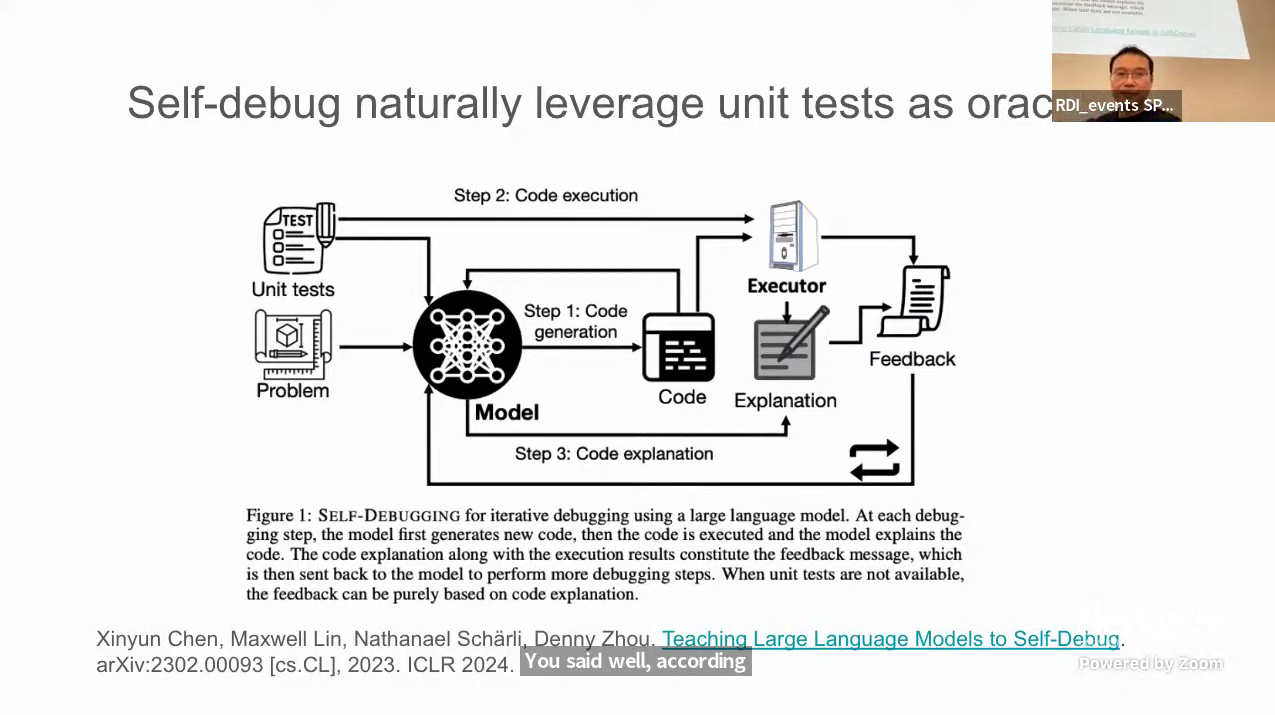 Self-debug naturally leverage unit tests as orac
RDI_events SP...
Step 2: Code execution
TEST
Unit tests
Executor
Step 1: Code
generation
Problem
Model
Code
Explanation
Feedback
Step 3: Code explanation
Figure 1: SELF-DEBUGGING for iterative debugging using a large language model. At each debug-
ging step, the model first generates new code, then the code is executed and the model explains the
code. The code explanation along with the execution results constitute the feedback message, which
is then sent back to the model to perform more debugging steps. When unit tests are not available,
the feedback can be purely based on code explanation.
Xinyun Chen, Maxwell Lin, Nathanael Schärli, Denny Zhou. Teaching Large Language Models to Self-Debug.
arXiv:2302.00093 [cs.CL], 2023. ICLR 2024.
You said well, according
Powered by Zoom